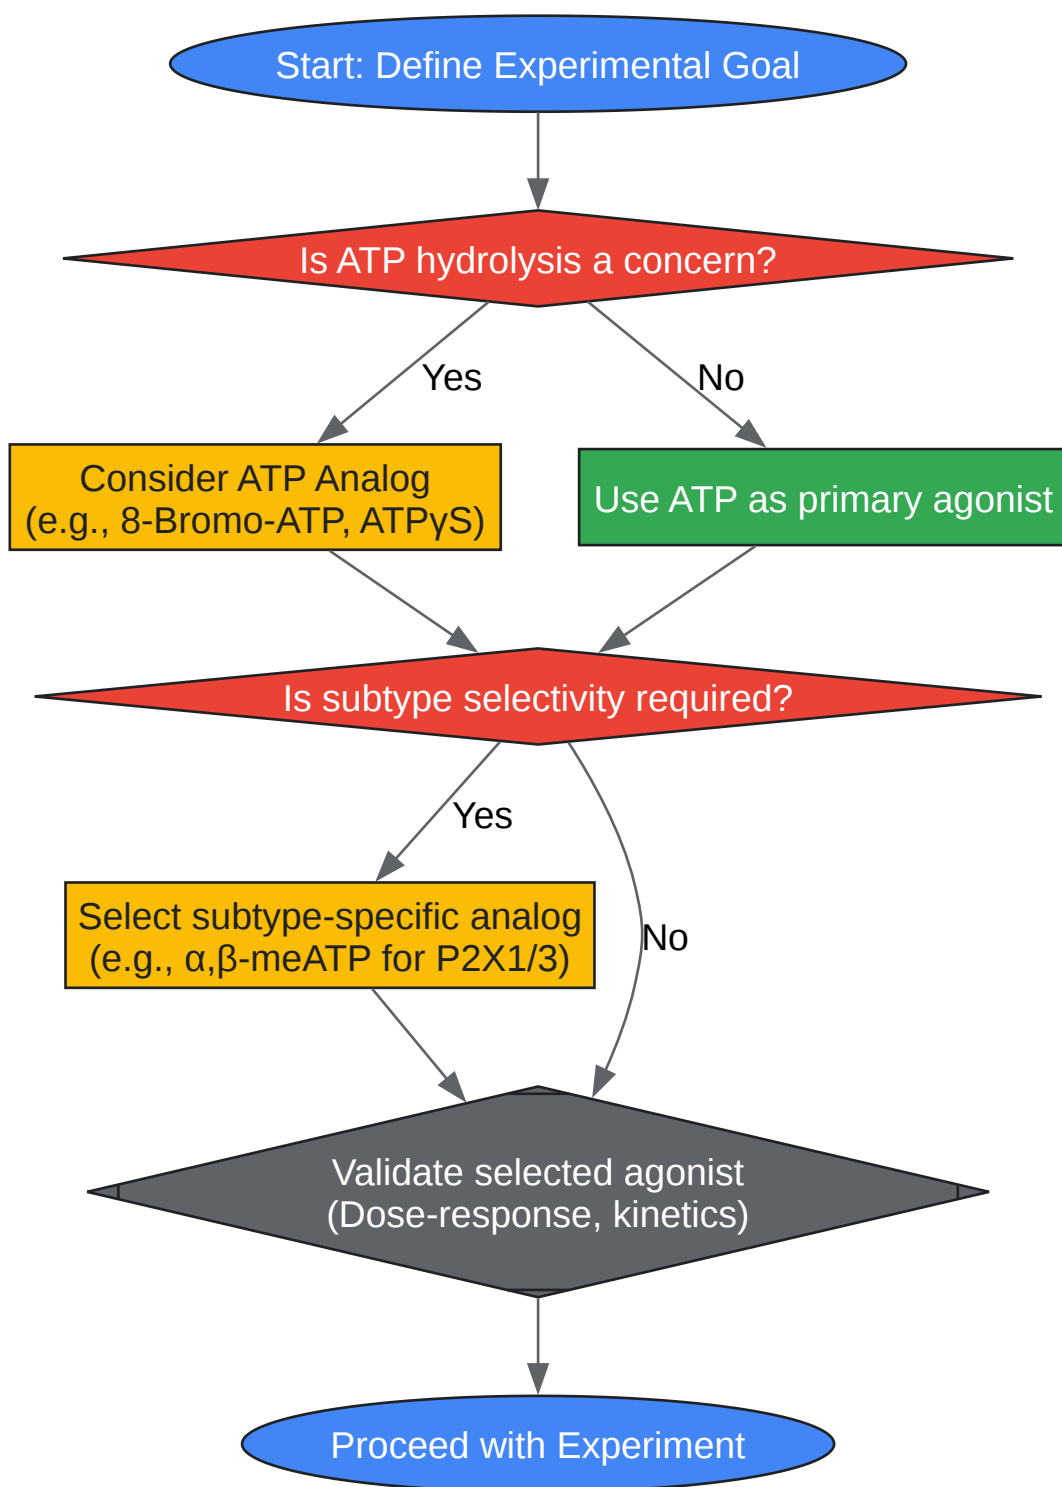 Start: Define Experimental Goal
Is ATP hydrolysis a concern?
Yes
No
Consider ATP Analog
(e.g., 8-Bromo-ATP, ATPγS)
Use ATP as primary agonist
Is subtype selectivity required?
Yes
Select subtype-specific analog
(e.g., α,β-meATP for P2X1/3)
No
Validate selected agonist
(Dose-response, kinetics)
Proceed with Experiment